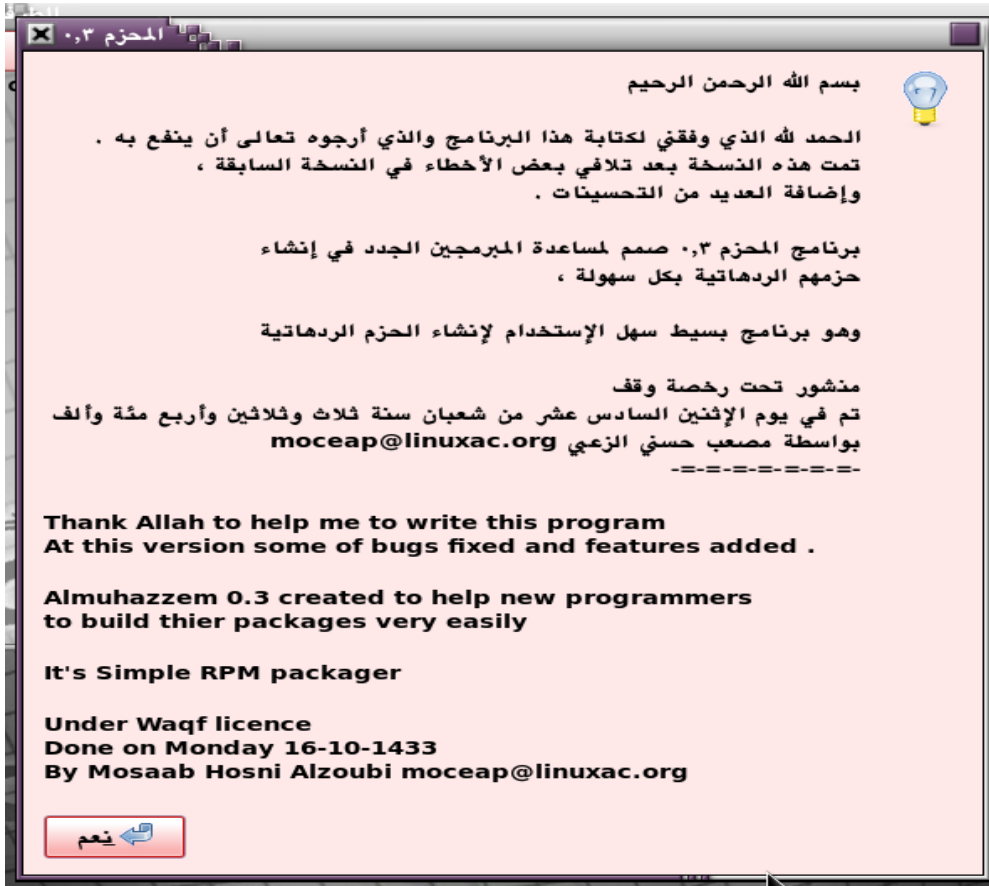 المحزم ٠,٣
بسم الله الرحمن الرحيم
الحمد لله الذي وفقني لكتابة هذا البرنامج والذي أرجوه تعالى أن ينفع به .
تمت هذه النسخة بعد تلافي بعض الأخطاء في النسخة السابقة ،
وإضافة العديد من التحسينات .
برنامج المحزم ٠,٣ صمم لمساعدة المبرمجين الجدد في إنشاء
حزمهم الردهاتية بكل سهولة ،
وهو برنامج بسيط سهل الإستخدام لإنشاء الحزم الردهاتية
منشور تحت رخصة وقف
تم في يوم الإثنين السادس عشر من شعبان سنة ثلاث وثلاثين وأربع مئة وألف
بواسطة مصعب حسني الزعبي moceap@linuxac.org
-=-=-=-=-=-=-=-
Thank Allah to help me to write this program
At this version some of bugs fixed and features added .
Almuhazzem 0.3 created to help new programmers
to build thier packages very easily
It's Simple RPM packager
Under Waqf licence
Done on Monday 16-10-1433
By Mosaab Hosni Alzoubi moceap@linuxac.org
نعم